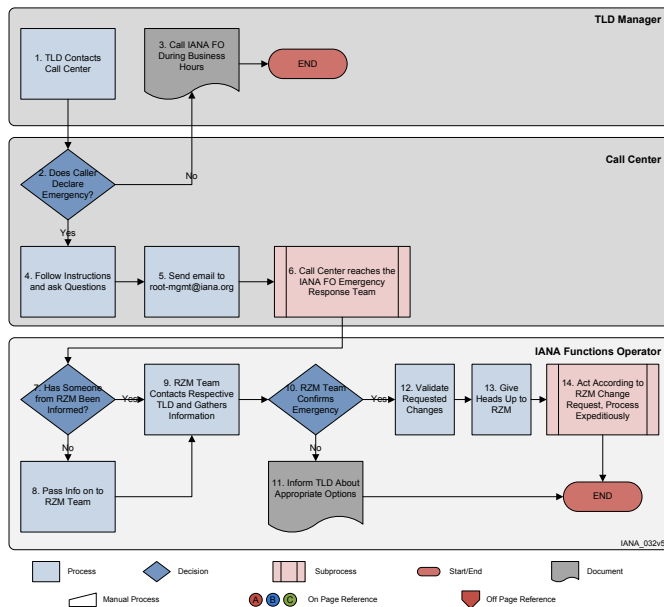 TLD Manager
1. TLD Contacts
Call Center
3. Call IANA FO
During Business
Hours
END
Call Center
2. Does Caller
Declare
Emergency?
No
Yes
4. Follow Instructions
and ask Questions
5. Send email to
root-mgmt@iana.org
6. Call Center reaches the
IANA FO Emergency
Response Team
IANA Functions Operator
7. Has Someone
from RZM Been
Informed?
Yes
9. RZM Team
Contacts Respective
TLD and Gathers
Information
10. RZM Team
Confirms
Emergency
Yes
12. Validate
Requested
Changes
13. Give
Heads Up to
RZM
14. Act According to
RZM Change
Request, Process
Expeditiously
No
No
8. Pass Info on to
RZM Team
11. Inform TLD About
Appropriate Options
END
IANA_032v5
Process
Decision
Subprocess
Start/End
Document
Manual Process
A
B
C
On Page Reference
Off Page Reference